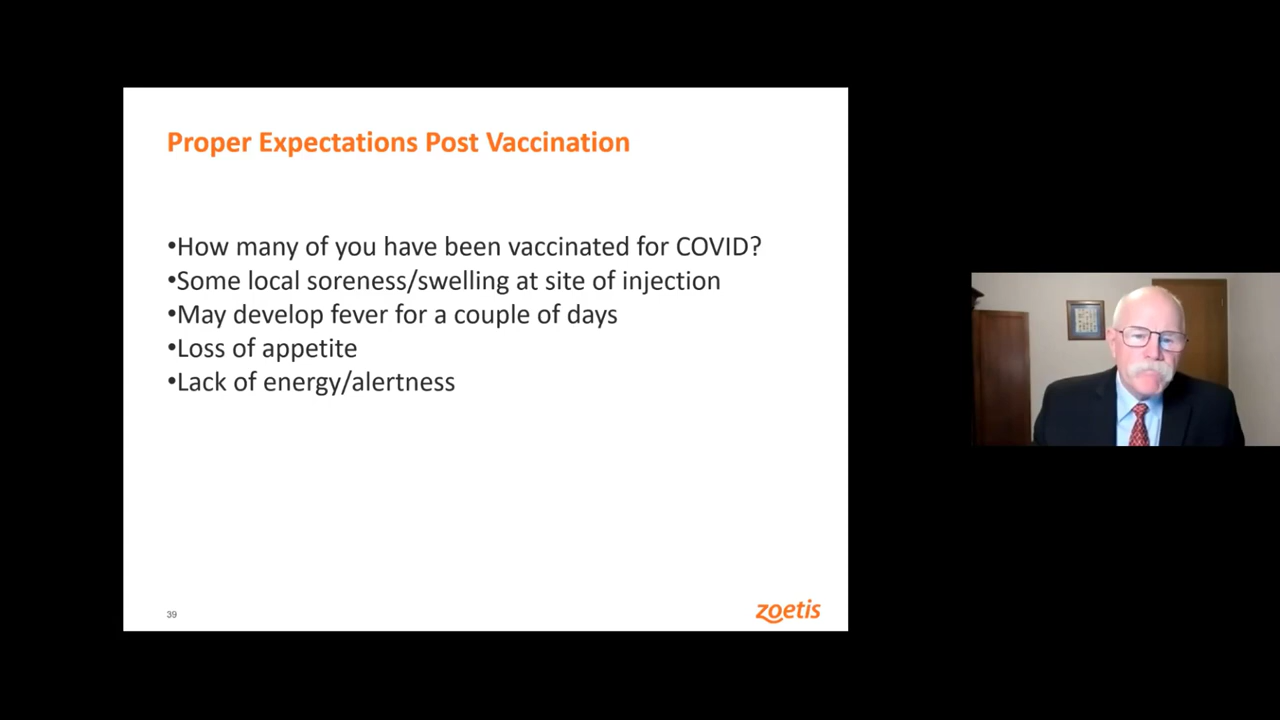 Proper Expectations Post Vaccination
•How many of you have been vaccinated for COVID?
•Some local soreness/swelling at site of injection
•May develop fever for a couple of days
•Loss of appetite
•Lack of energy/alertness
39
zoetis